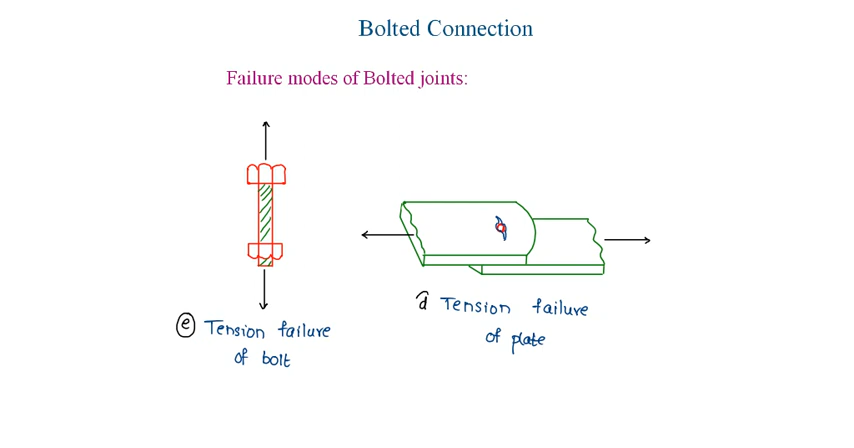 Bolted Connection
Failure modes of Bolted joints:
e Tension failure
of bolt
d Tension failure
of plate